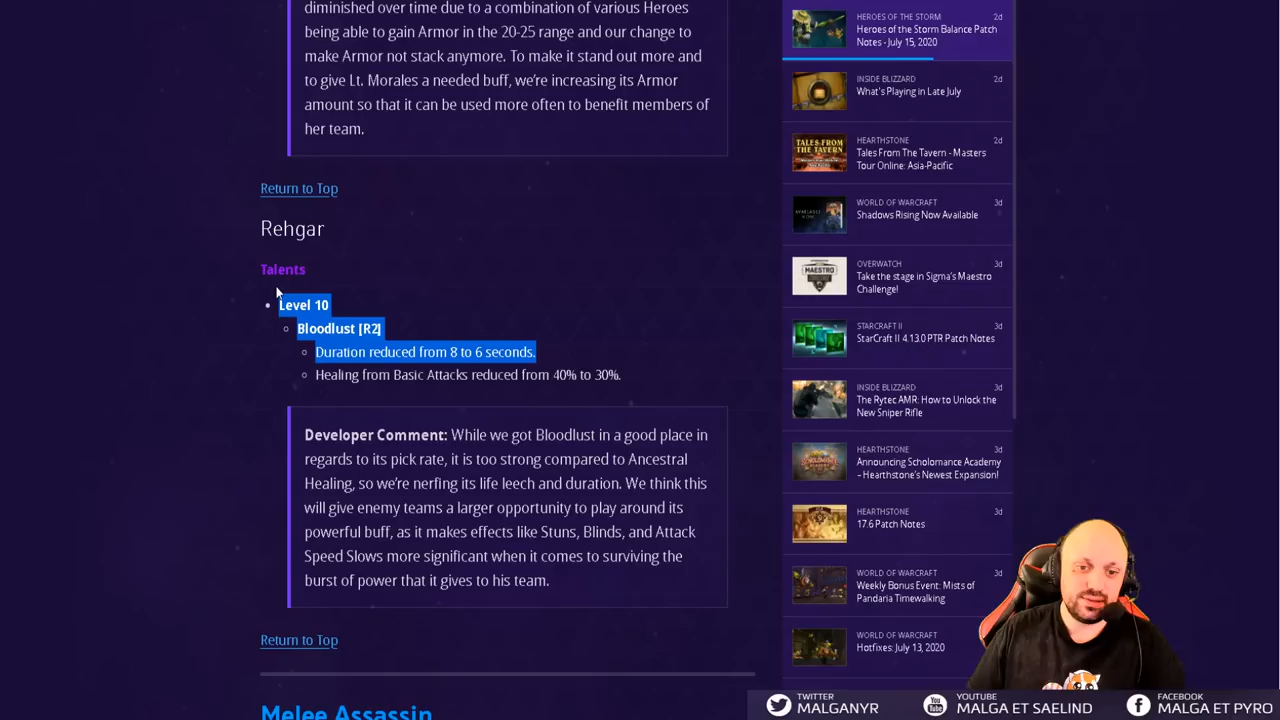 diminished over time due to a combination of various Heroes
being able to gain Armor in the 20-25 range and our change to
make Armor not stack anymore. To make it stand out more and
to give Lt. Morales a needed buff, we're increasing its Armor
amount so that it can be used more often to benefit members of
her team.
Return to Top
Rehgar
Talents
Level 10
Bloodlust [R2]
Duration reduced from 8 to 6 seconds.
Healing from Basic Attacks reduced from 40% to 30%.
Developer Comment: While we got Bloodlust in a good place in
regards to its pick rate, it is too strong compared to Ancestral
Healing, so we're nerfing its life leech and duration. We think this
will give enemy teams a larger opportunity to play around its
powerful buff, as it makes effects like Stuns, Blinds, and Attack
Speed Slows more significant when it comes to surviving the
burst of power that it gives to his team.
Return to Top
Melee Assassin
HEROES OF THE STORM 2d
Heroes of the Storm Balance Patch
Notes - July 15, 2020
INSIDE BLIZZARD 2d
What's Playing in Late July
TALES FROM
THE TAVERN
HEARTHSTONE 2d
Tales From The Tavern - Masters
Tour Online: Asia-Pacific
WORLD OF WARCRAFT 3d
Shadows Rising Now Available
MAESTRO
OVERWATCH 3d
Take the stage in Sigma's Maestro
Challenge!
STARCRAFT II 3d
StarCraft II 4.13.0 PTR Patch Notes
INSIDE BLIZZARD 3d
The Rytec AMR: How to Unlock the
New Sniper Rifle
HEARTHSTONE 3d
Announcing Scholomance Academy
– Hearthstone's Newest Expansion!
HEARTHSTONE 3d
17.6 Patch Notes
WORLD OF WARCRAFT 3d
Weekly Bonus Event: Mists of
Pandaria Timewalking
WORLD OF WARCRAFT
Hotfixes: July 13, 2020
TWITTER
MALGANYR
YOUTUBE
MALGA ET SAELIND
FACEBOOK
MALGA ET PYRO